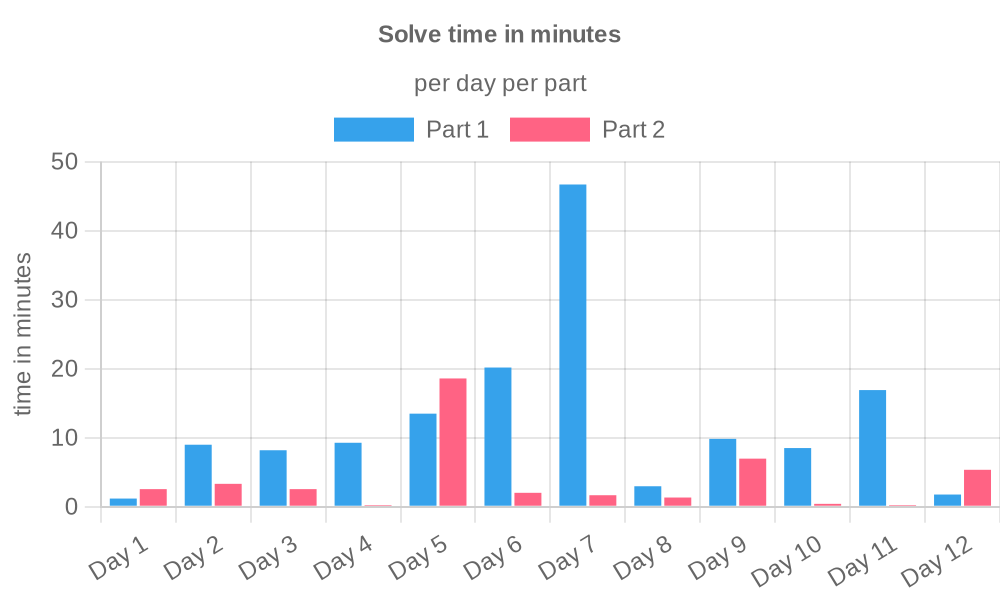 Solve time in minutes
per day per part
Part 1 Part 2
time in minutes
50
40
30
20
10
0
Day 1 Day 2 Day 3 Day 4 Day 5 Day 6 Day 7 Day 8 Day 9 Day 10 Day 11 Day 12